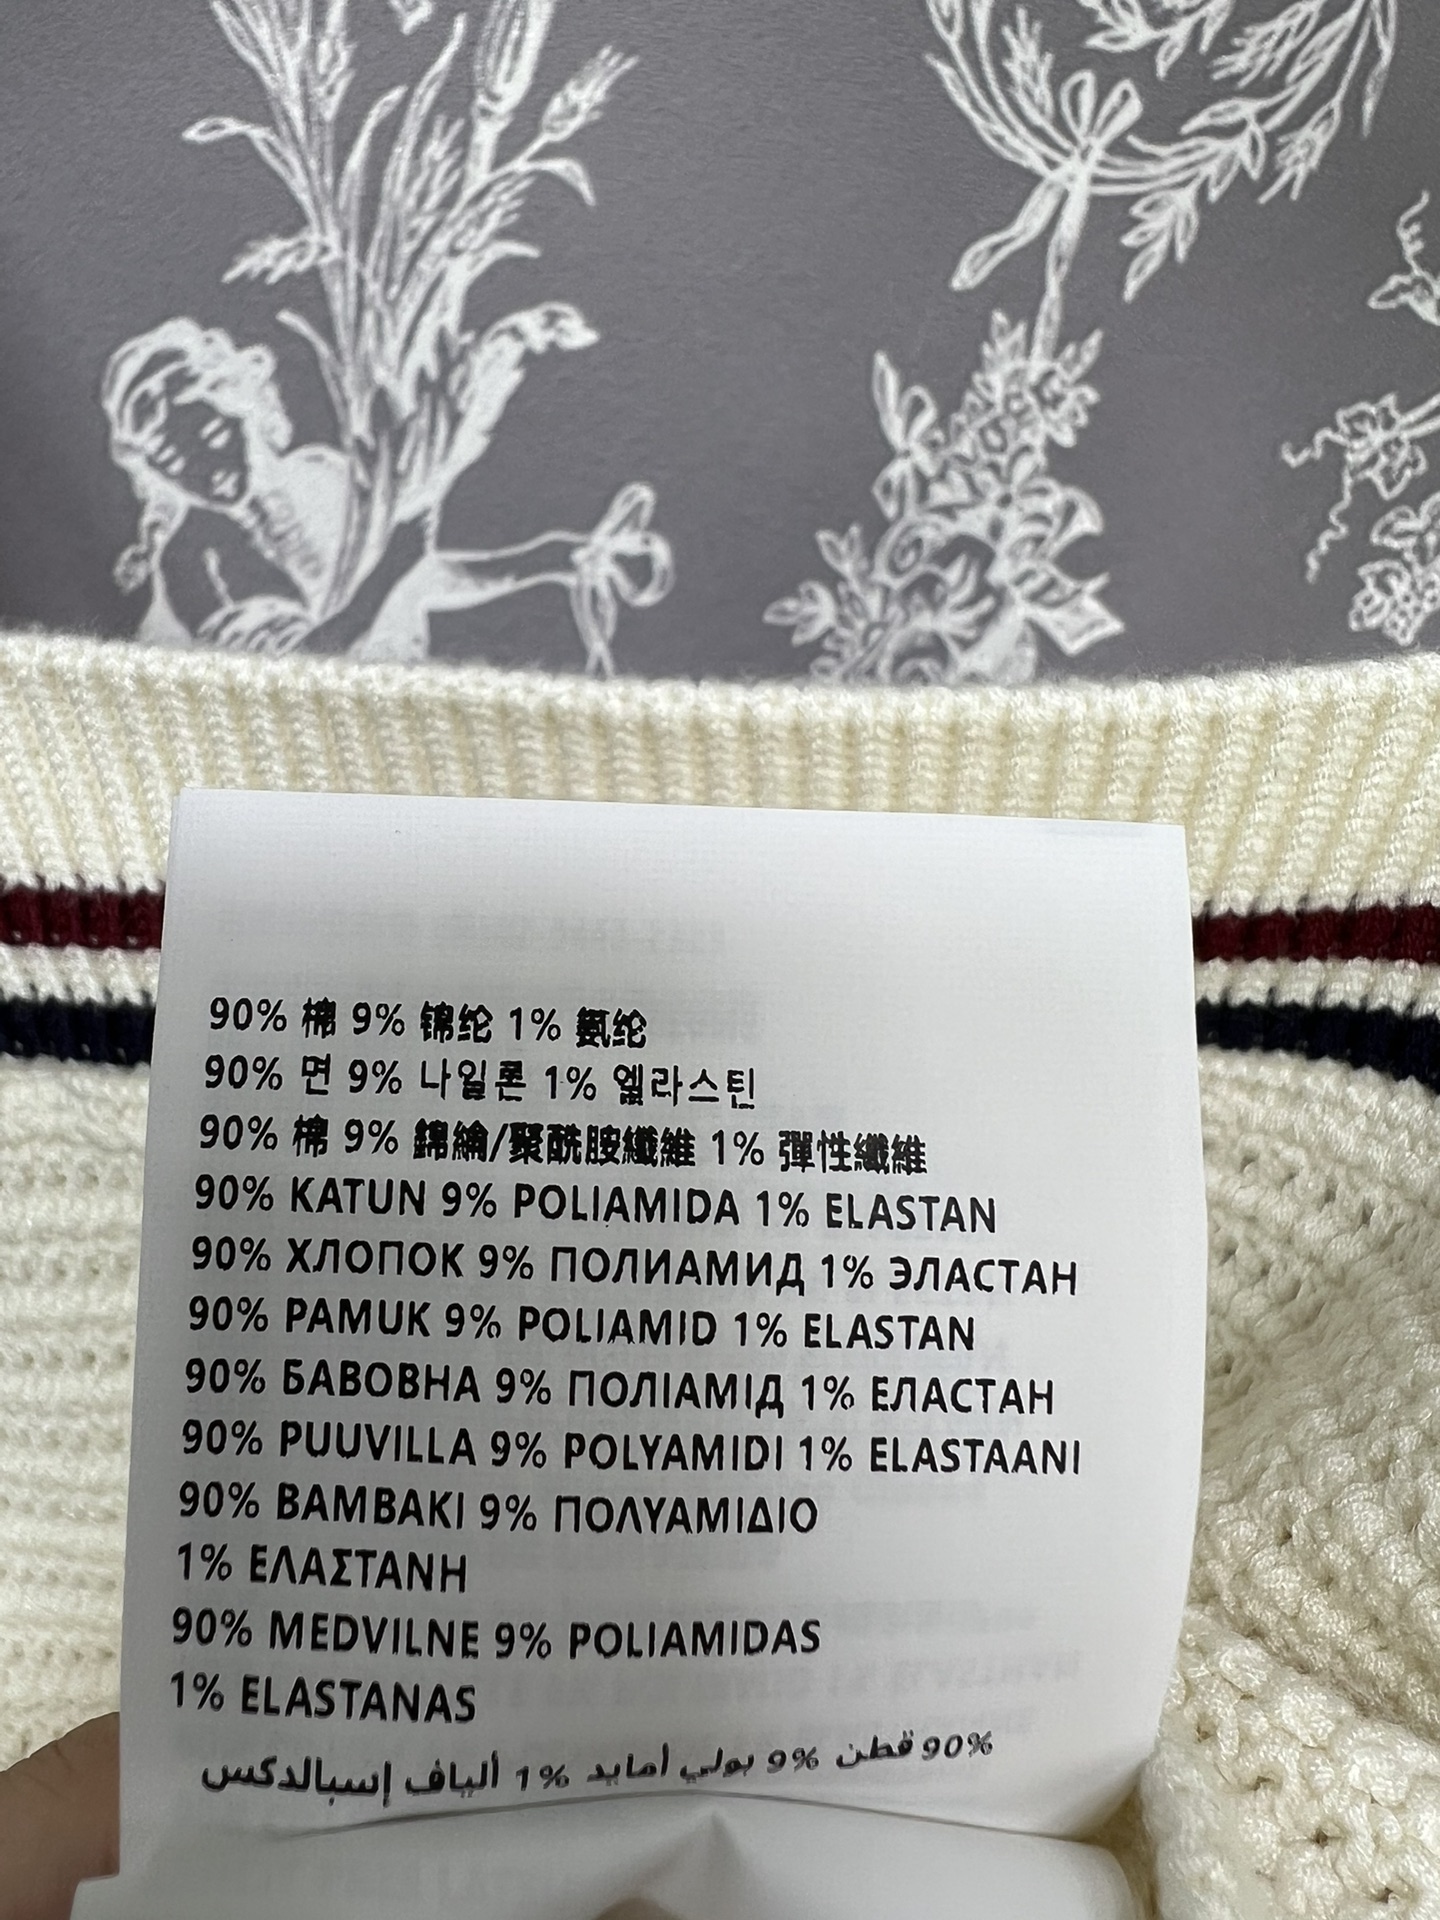 90% 棉 9% 锦纶 1% 氨纶
90% 면 9% 나일론 1% 엘라스틴
90% 棉 9% 錦綸/聚酰胺纖維 1% 彈性纖維
90% KATUN 9% POLIAMIDA 1% ELASTAN
90% ХЛОПОК 9% ПОЛИАМИД 1% ЭЛАСТАН
90% PAMUK 9% POLIAMID 1% ELASTAN
90% БАВОВНА 9% ПОЛІАМІД 1% ЕЛАСТАН
90% PUUVILLA 9% POLYAMIDI 1% ELASTAANI
90% ΒΑΜΒΑΚΙ 9% ΠΟΛΥΑΜΙΔΙΟ
1% ΕΛΑΣΤΑΝΗ
90% MEDVILNE 9% POLIAMIDAS
1% ELASTANAS
90% قطن 9% بولي أمايد 1% ألياف إسبالدكس